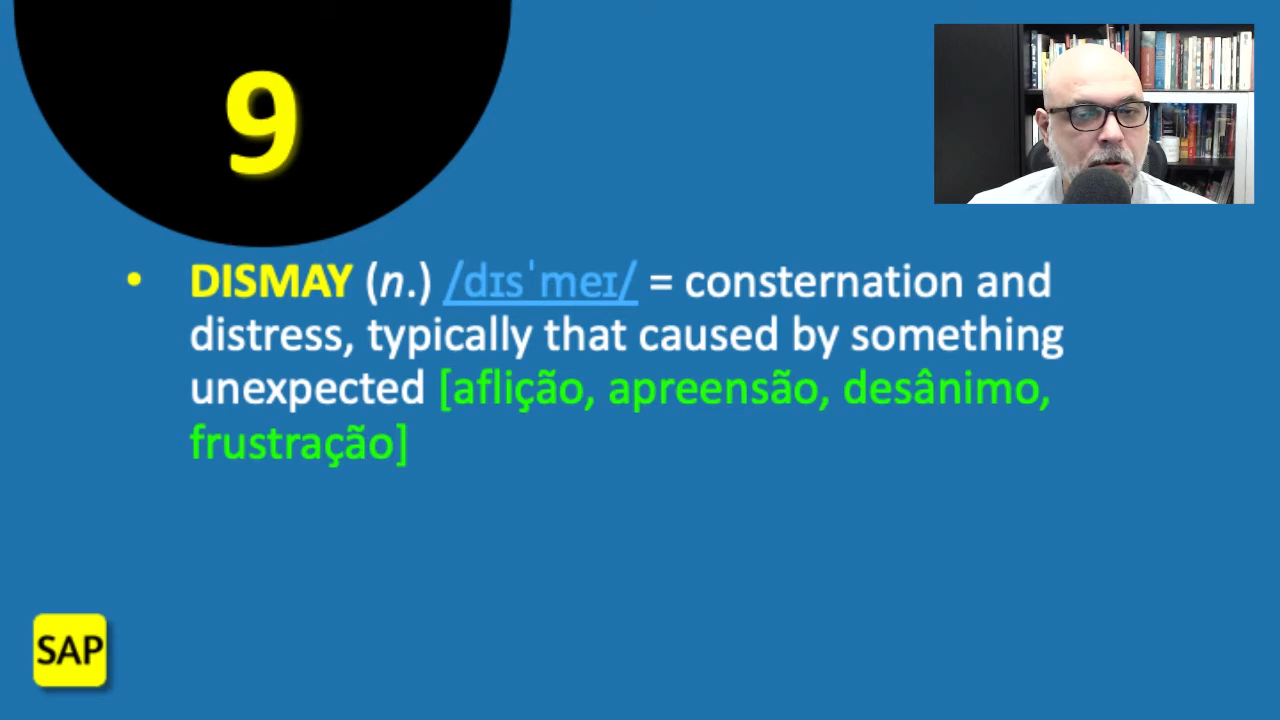 9
• DISMAY (n.) /dɪsˈmeɪ/ = consternation and
distress, typically that caused by something
unexpected [aflição, apreensão, desânimo,
frustração]
SAP